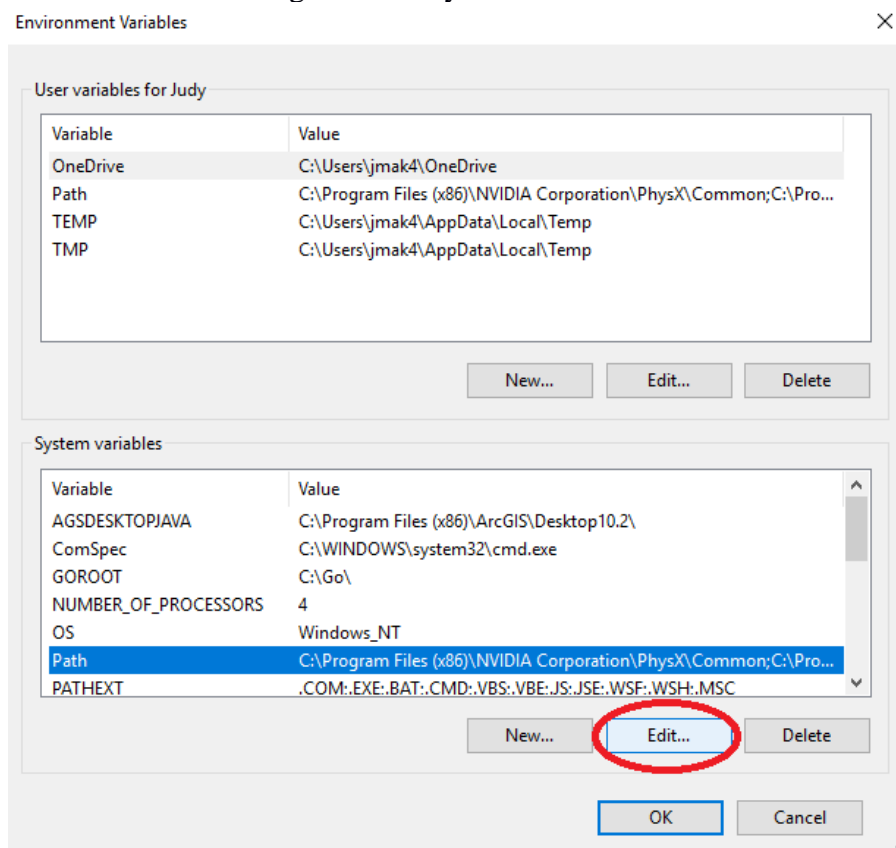 Environment Variables
User variables for Judy
Variable Value
OneDrive C:\Users\jmak4\OneDrive
Path C:\Program Files (x86)\NVIDIA Corporation\PhysX\Common;C:\Pro...
TEMP C:\Users\jmak4\AppData\Local\Temp
TMP C:\Users\jmak4\AppData\Local\Temp
New... Edit... Delete
System variables
Variable Value
AGSDESKTOPJAVA C:\Program Files (x86)\ArcGIS\Desktop10.2\
ComSpec C:\WINDOWS\system32\cmd.exe
GOROOT C:\Go\
NUMBER_OF_PROCESSORS 4
OS Windows_NT
Path C:\Program Files (x86)\NVIDIA Corporation\PhysX\Common;C:\Pro...
PATHEXT .COM;.EXE;.BAT;.CMD;.VBS;.VBE;.JS;.JSE;.WSF;.WSH;.MSC
New... Edit... Delete
OK Cancel